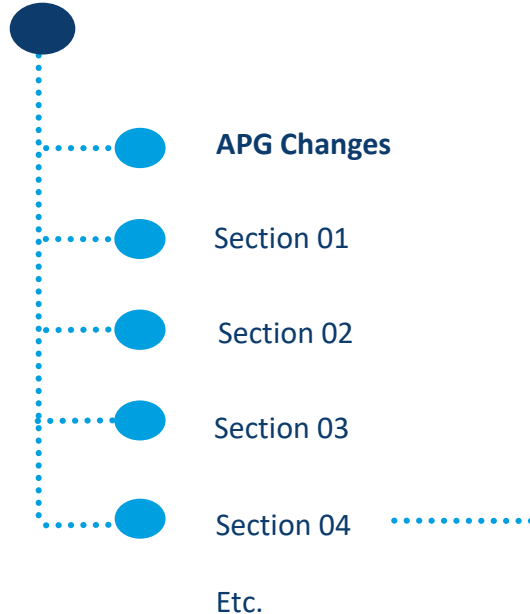 APG Changes
Section 01
Section 02
Section 03
Section 04
Etc.